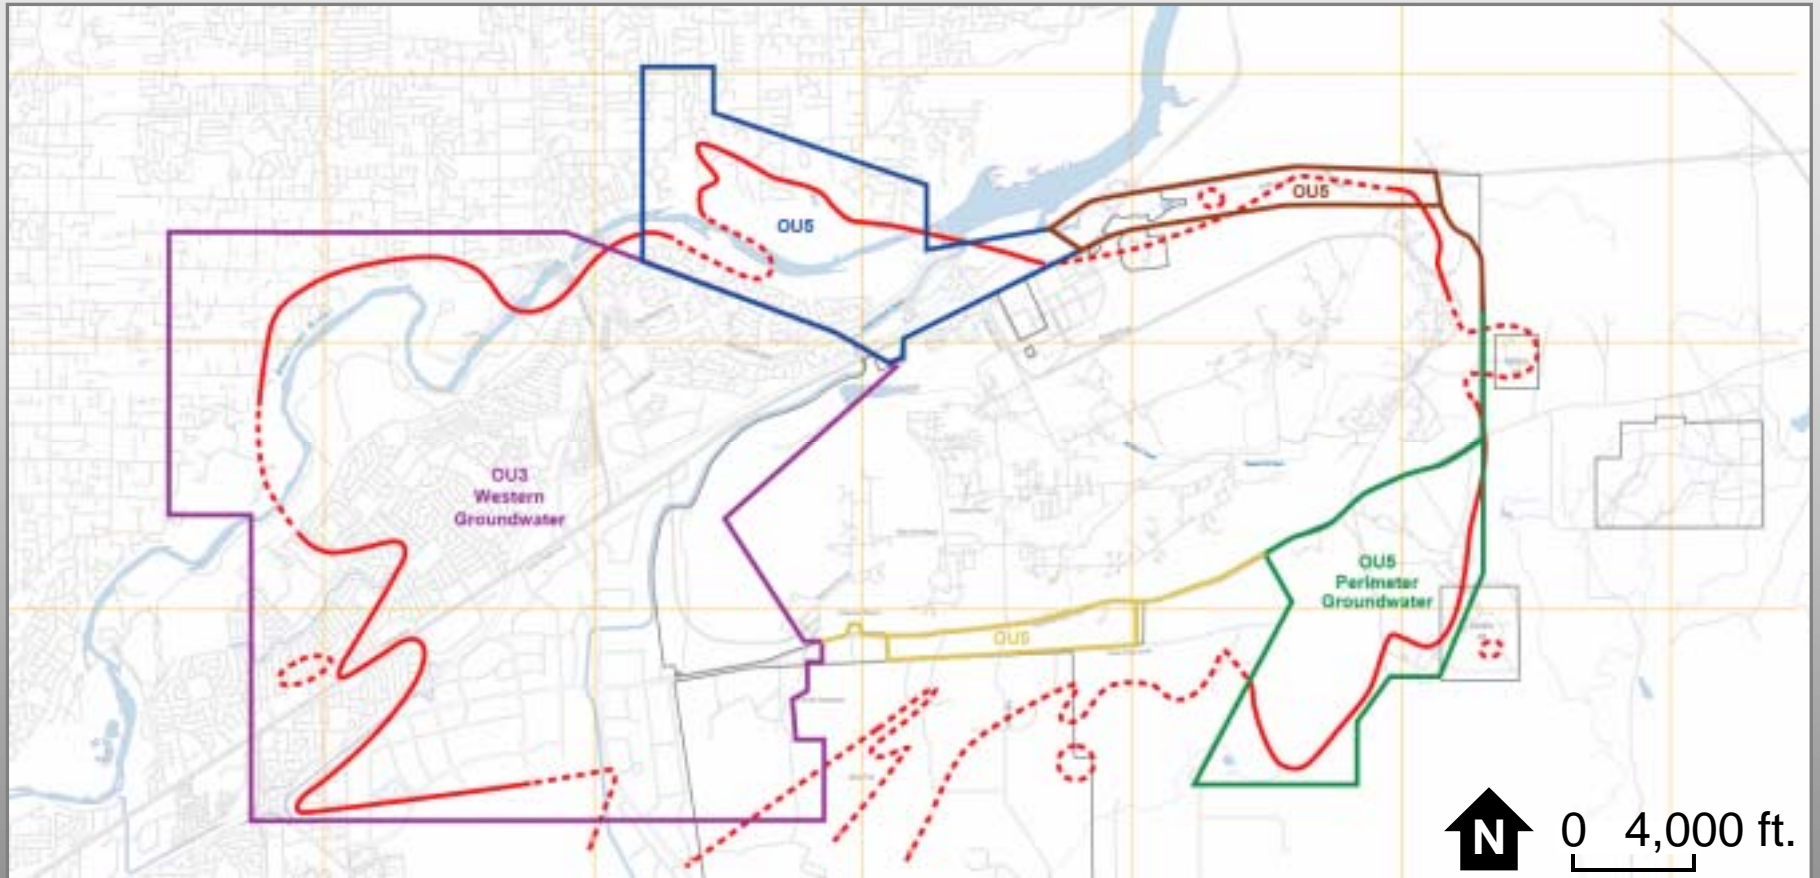 OU5
OU5
OU3
Western
Groundwater
OU5
Perimeter
Groundwater
OU5
N
0 4,000 ft.